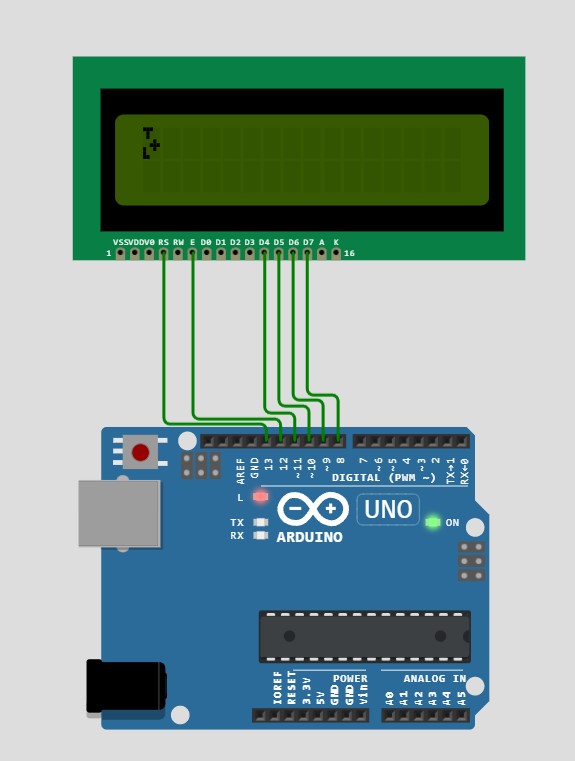 VSS VDD V0 RS RW E D0 D1 D2 D3 D4 D5 D6 D7 A K
1 16
AREF GND 13 12 ~11 ~10 ~9 8 7 ~6 ~5 4 ~3 2 TX→1 RX←0
DIGITAL (PWM ~)
L
UNO
TX
ON
RX
ARDUINO
POWER
ANALOG IN
IOREF RESET 3.3V 5V GND GND Vin A0 A1 A2 A3 A4 A5